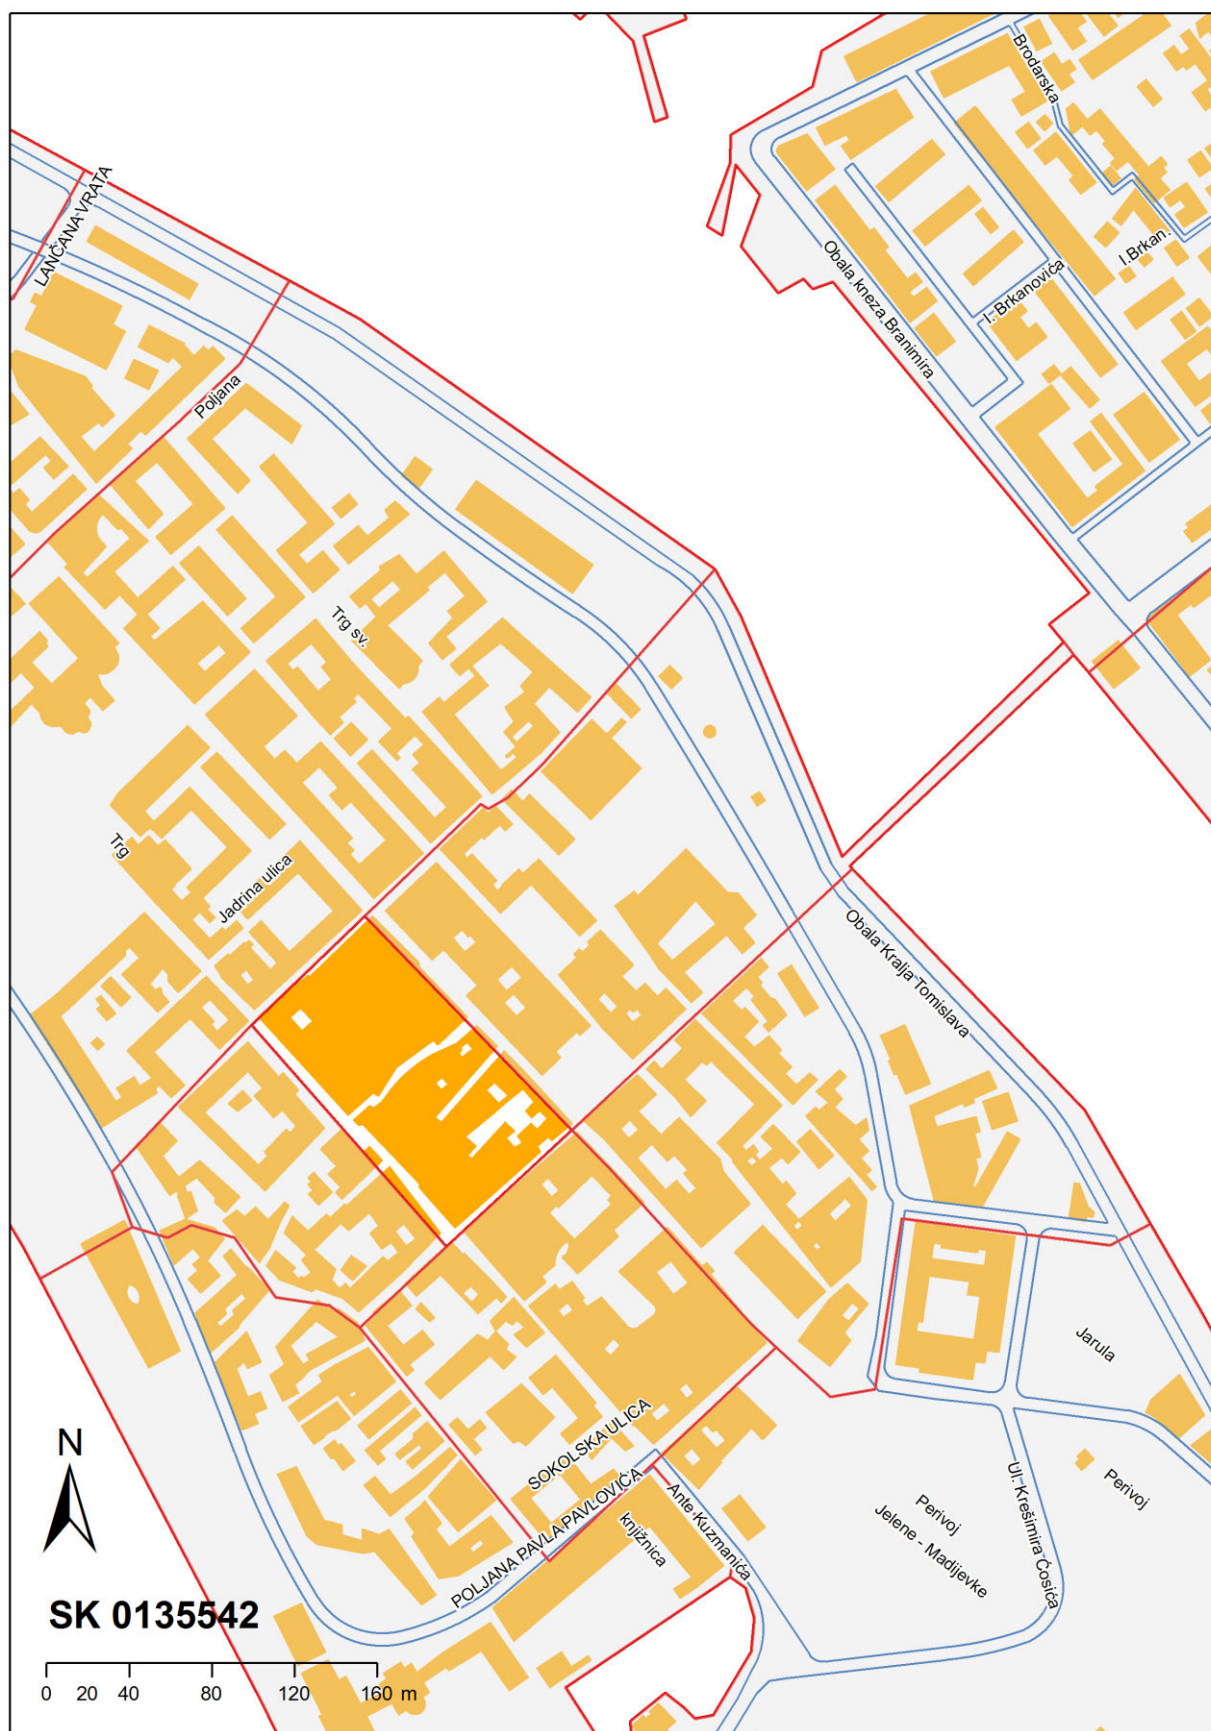 Brodarska
LANČANA VRATA
I.Brkan.
Obala kneza Branimira
I. Brkanovića
Poljana
Trg sv.
Trg
Jadrina ulica
Obala Kralja Tomislava
Jarula
SOKOLSKA ULICA
POLJANA PAVLA PAVLOVIĆA
knjižnica
Ante Kuzmanića
Perivoj
Jelene - Madijevke
Ul. Krešimira Ćosića
Perivoj
N
SK 0135542
0 20 40 80 120 160 m